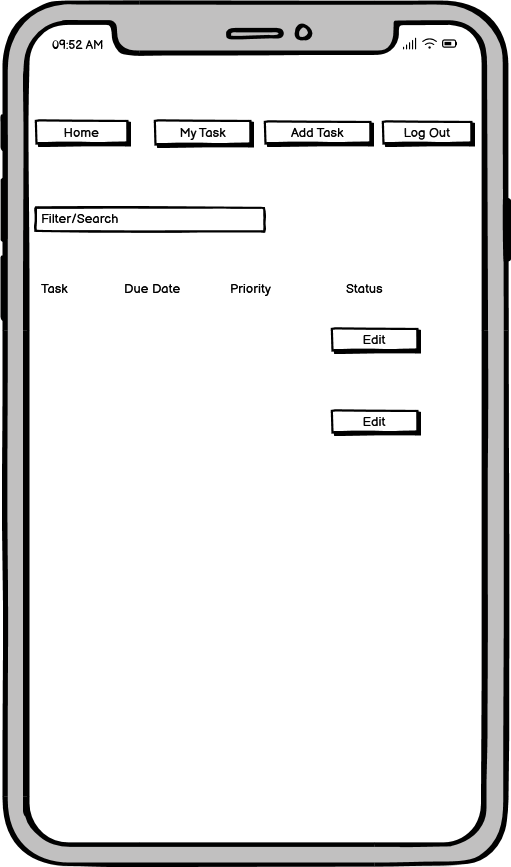 09:52 AM
Home My Task Add Task Log Out
Filter/Search
Task Due Date Priority Status
Edit
Edit